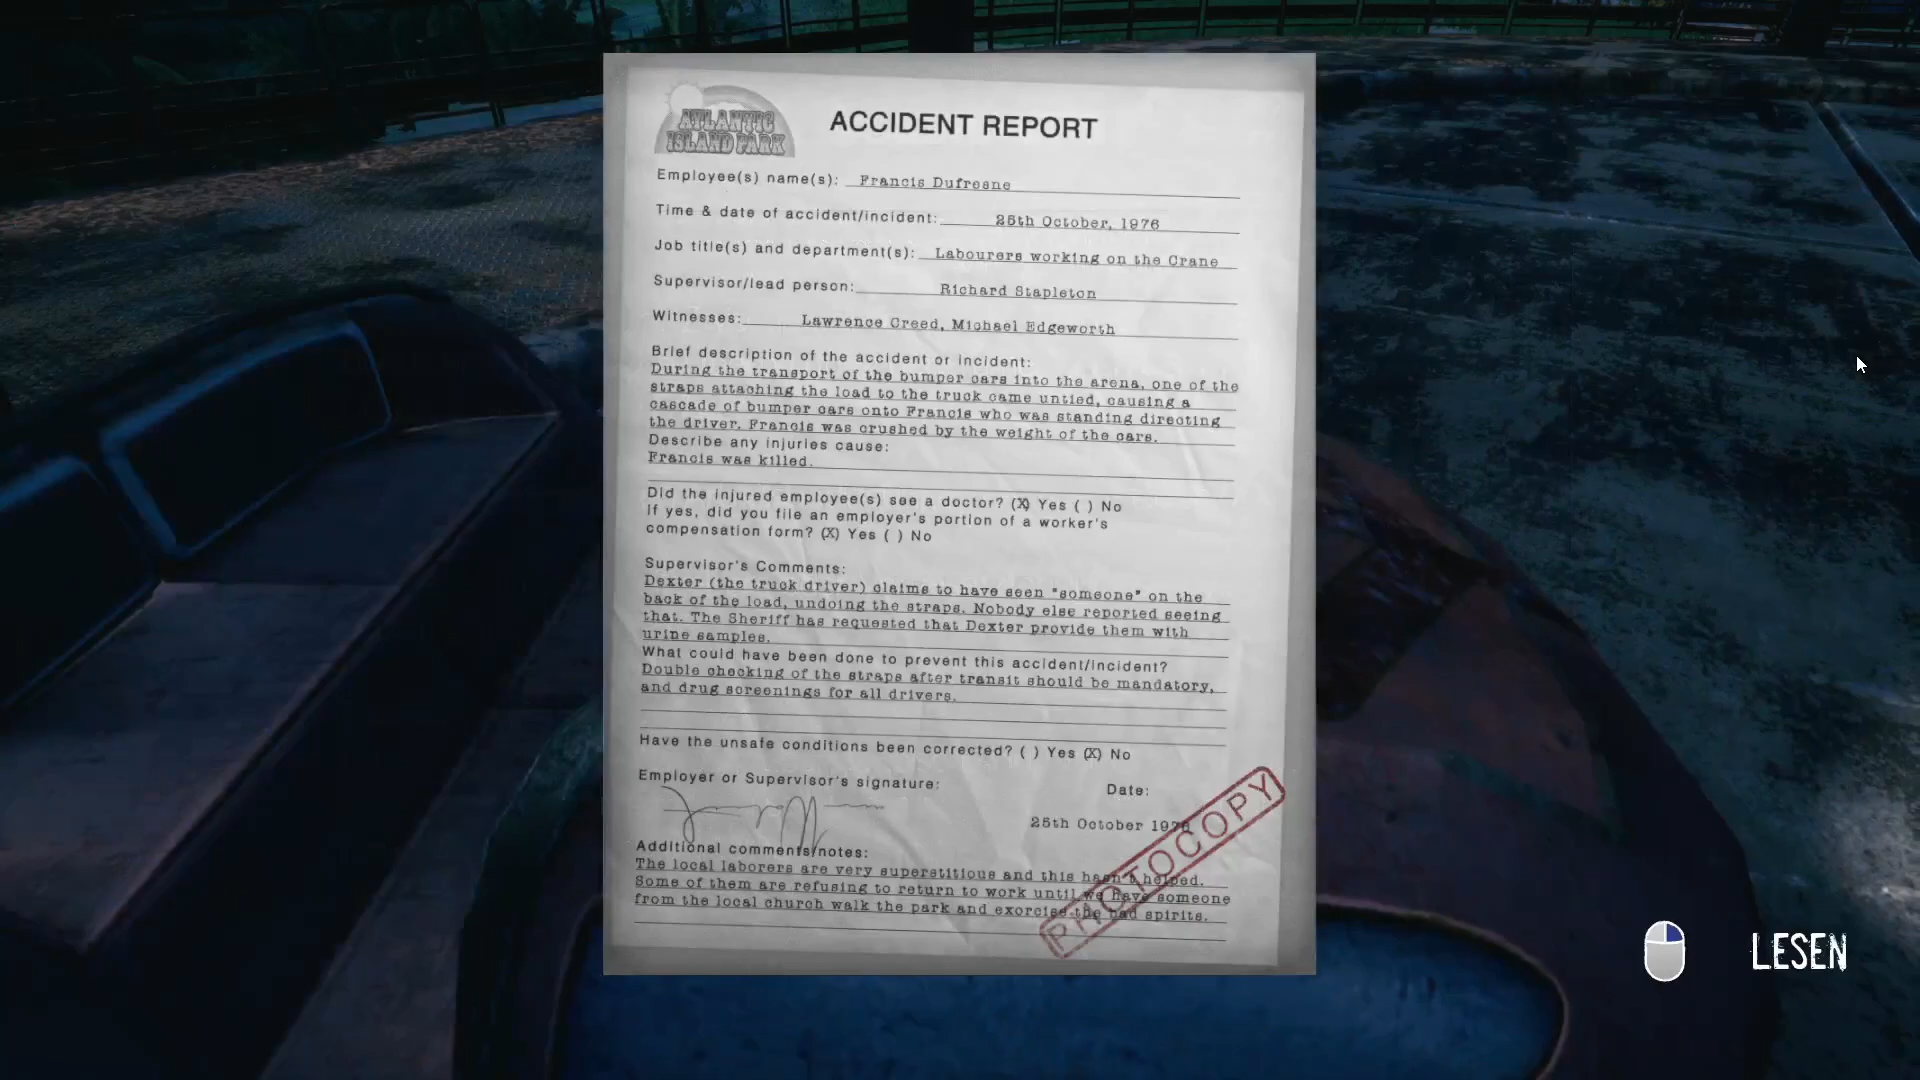 ATLANTIC
ISLAND PARK
ACCIDENT REPORT
Employee(s) name(s): Francis Dufresne
Time & date of accident/incident: 25th October, 1976
Job title(s) and department(s): Labourers working on the Crane
Supervisor/lead person: Richard Stapleton
Witnesses: Lawrence Creed, Michael Edgeworth
Brief description of the accident or incident:
During the transport of the bumper cars into the arena, one of the
straps attaching the load to the truck came untied, causing a
cascade of bumper cars onto Francis who was standing directing
the driver. Francis was crushed by the weight of the cars.
Describe any injuries cause:
Francis was killed.
Did the injured employee(s) see a doctor? (X) Yes ( ) No
If yes, did you file an employer's portion of a worker's
compensation form? (X) Yes ( ) No
Supervisor's Comments:
Dexter (the truck driver) claims to have seen "someone" on the
back of the load, undoing the straps. Nobody else reported seeing
that. The Sheriff has requested that Dexter provide them with
urine samples.
What could have been done to prevent this accident/incident?
Double checking of the straps after transit should be mandatory,
and drug screenings for all drivers.
Have the unsafe conditions been corrected? ( ) Yes (X) No
Employer or Supervisor's signature:
Date:
25th October 1976
Additional comments/notes:
The local laborers are very superstitious and this hasn't helped.
Some of them are refusing to return to work until we have someone
from the local church walk the park and exorcise the bad spirits.
PHOTOCOPY
LESEN